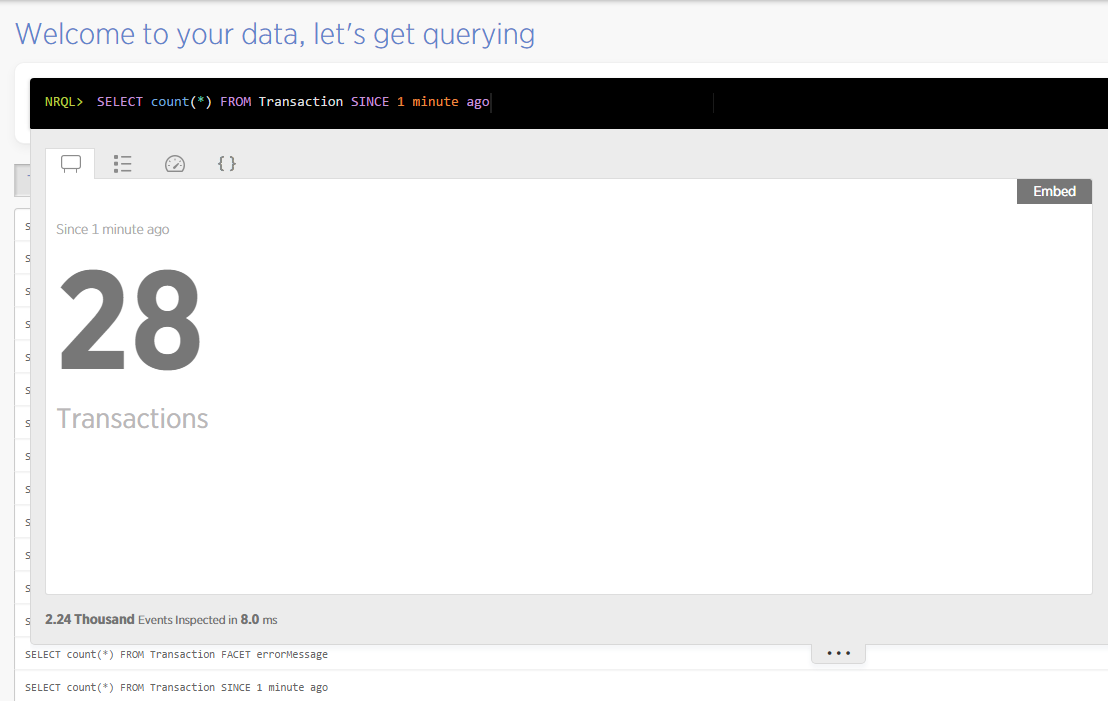 Welcome to your data, let's get querying
NRQL> SELECT count(*) FROM Transaction SINCE 1 minute ago
{ }
Embed
Since 1 minute ago
28
Transactions
2.24 Thousand Events Inspected in 8.0 ms
SELECT count(*) FROM Transaction FACET errorMessage
SELECT count(*) FROM Transaction SINCE 1 minute ago